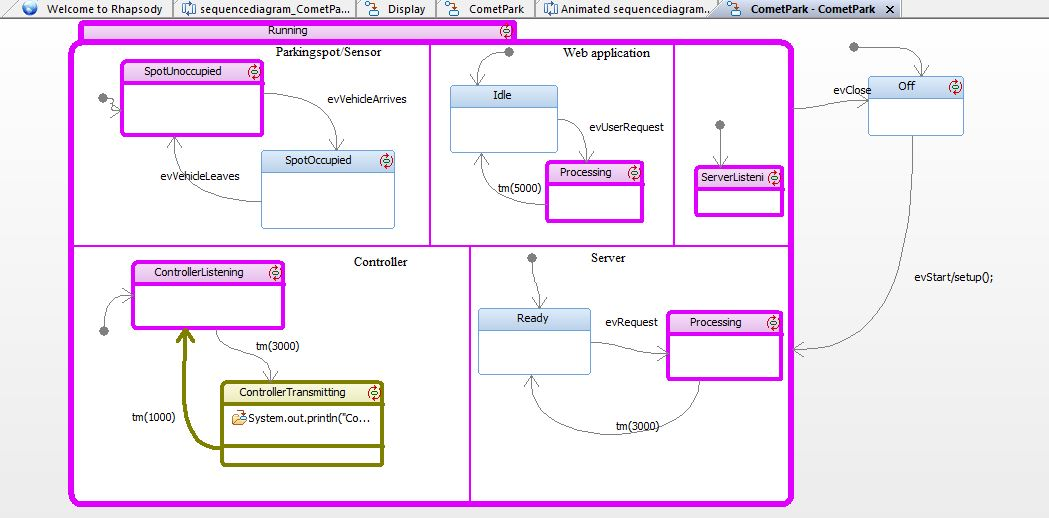 Welcome to Rhapsody
sequencediagram_CometPa...
Display
CometPark
Animated sequencediagram...
CometPark - CometPark
Running
Parkingspot/Sensor
Web application
SpotUnoccupied
evVehicleArrives
SpotOccupied
evVehicleLeaves
Idle
evUserRequest
Processing
tm(5000)
ServerListeni
evClose
Off
evStart/setup();
Controller
ControllerListening
tm(3000)
ControllerTransmitting
System.out.println("Co...
tm(1000)
Server
Ready
evRequest
Processing
tm(3000)